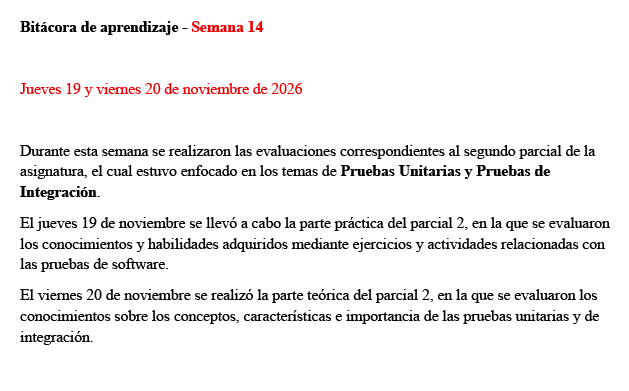 Bitácora de aprendizaje - Semana 14
Jueves 19 y viernes 20 de noviembre de 2026
Durante esta semana se realizaron las evaluaciones correspondientes al segundo parcial de la
asignatura, el cual estuvo enfocado en los temas de Pruebas Unitarias y Pruebas de
Integración.
El jueves 19 de noviembre se llevó a cabo la parte práctica del parcial 2, en la que se evaluaron
los conocimientos y habilidades adquiridos mediante ejercicios y actividades relacionadas con
las pruebas de software.
El viernes 20 de noviembre se realizó la parte teórica del parcial 2, en la que se evaluaron los
conocimientos sobre los conceptos, características e importancia de las pruebas unitarias y de
integración.